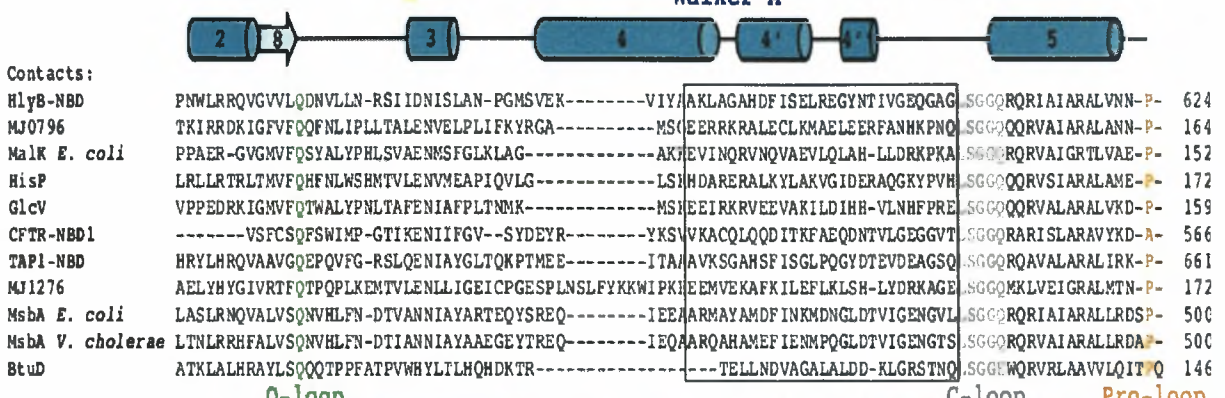 Walker A
2 8 3 4 4' 4'' 5
Contacts:
HlyB-NBD PNWLRRQVGVVLQDNVLLN-RSIIDNISLAN-PGMSVEK---------VIYAAKLAGAHDFISELREGYNTIVGEQGAGLSGGQRQRIAIARALVNN-P- 624
MJ0796 TKIRRDKIGFVFQQFNLIPLLTALENVELPLIFKYRGA-----------MSGEERRKRALECLKMAELEERFANHKPNQLSGGQQQRVAIARALANN-P- 164
MalK E. coli PPAER-GVGMVFQSYALYPHLSVAENMSFGLKLAG--------------AKKEVINQRVNQVAEVLQLAH-LLDRKPKALSGGQRQRVAIGRTLVAE-P- 152
HisP LRLLRTRLTMVFQHFNLWSHMTVLENVMEAPIQVLG-------------LSKHDARERALKYLAKVGIDERAQGKYPVHLSGGQQQRVSIARALAME-P- 172
GlcV VPPEDRKIGMVFQTWALYPNLTAFENIAFPLTNMK--------------MSKEEIRKRVEEVAKILDIHH-VLNHFPRELSGGQQQRVALARALVKD-P- 159
CFTR-NBD1 -------VSFCSQFSWIMP-GTIKENIIFGV--SYDEYR---------YKSVVKACQLQQDITKFAEQDNTVLGEGGVTLSGGQRARISLARAVYKD-A- 566
TAP1-NBD HRYLHRQVAAVGQEPQVFG-RSLQENIAYGLTQKPTMEE---------ITAAAVKSGAHSFISGLPQGYDTEVDEAGSQLSGGQRQAVALARALIRK-P- 661
MJ1276 AELYHYGIVRTFQTPQPLKEMTVLENLLIGEICPGESPLNSLFYKKWIPKEEEMVEKAFKILEFLKLSH-LYDRKAGELSGGQMKLVEIGRALMTN-P- 172
MsbA E. coli LASLRNQVALVSQNVHLFN-DTVANNIAYARTEQYSREQ---------IEEAARMAYAMDFINKMDNGLDTVIGENGVLLSGGQRQRIAIARALLRDSP- 500
MsbA V. cholerae LTNLRRHFALVSQNVHLFN-DTIANNIAYAAEGEYTREQ---------IEQAARQAHAMEFIENMPQGLDTVIGENGTSLSGGQRQRVAIARALLRDAP- 500
BtuD ATKLALHRAYLSQQQTPPFATPVWHYLTLHQHDKTR---------------TELLNDVAGALALDD-KLGRSTNQLSGGEWQRVRLAAVVLQITPQ 146
Q-loop C-loop Pro-loop